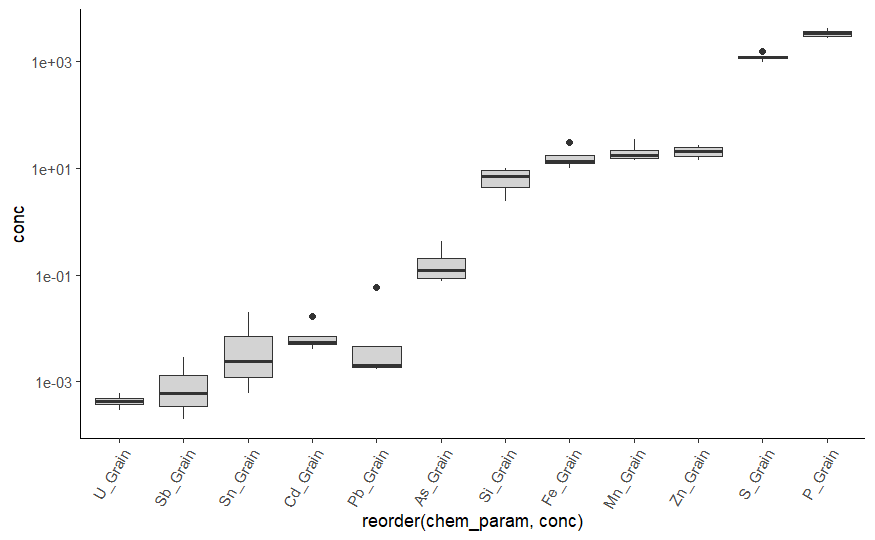 conc
1e+03
1e+01
1e-01
1e-03
U_Grain
Sb_Grain
Sn_Grain
Cd_Grain
Pb_Grain
As_Grain
Si_Grain
Fe_Grain
Mn_Grain
Zn_Grain
S_Grain
P_Grain
reorder(chem_param, conc)